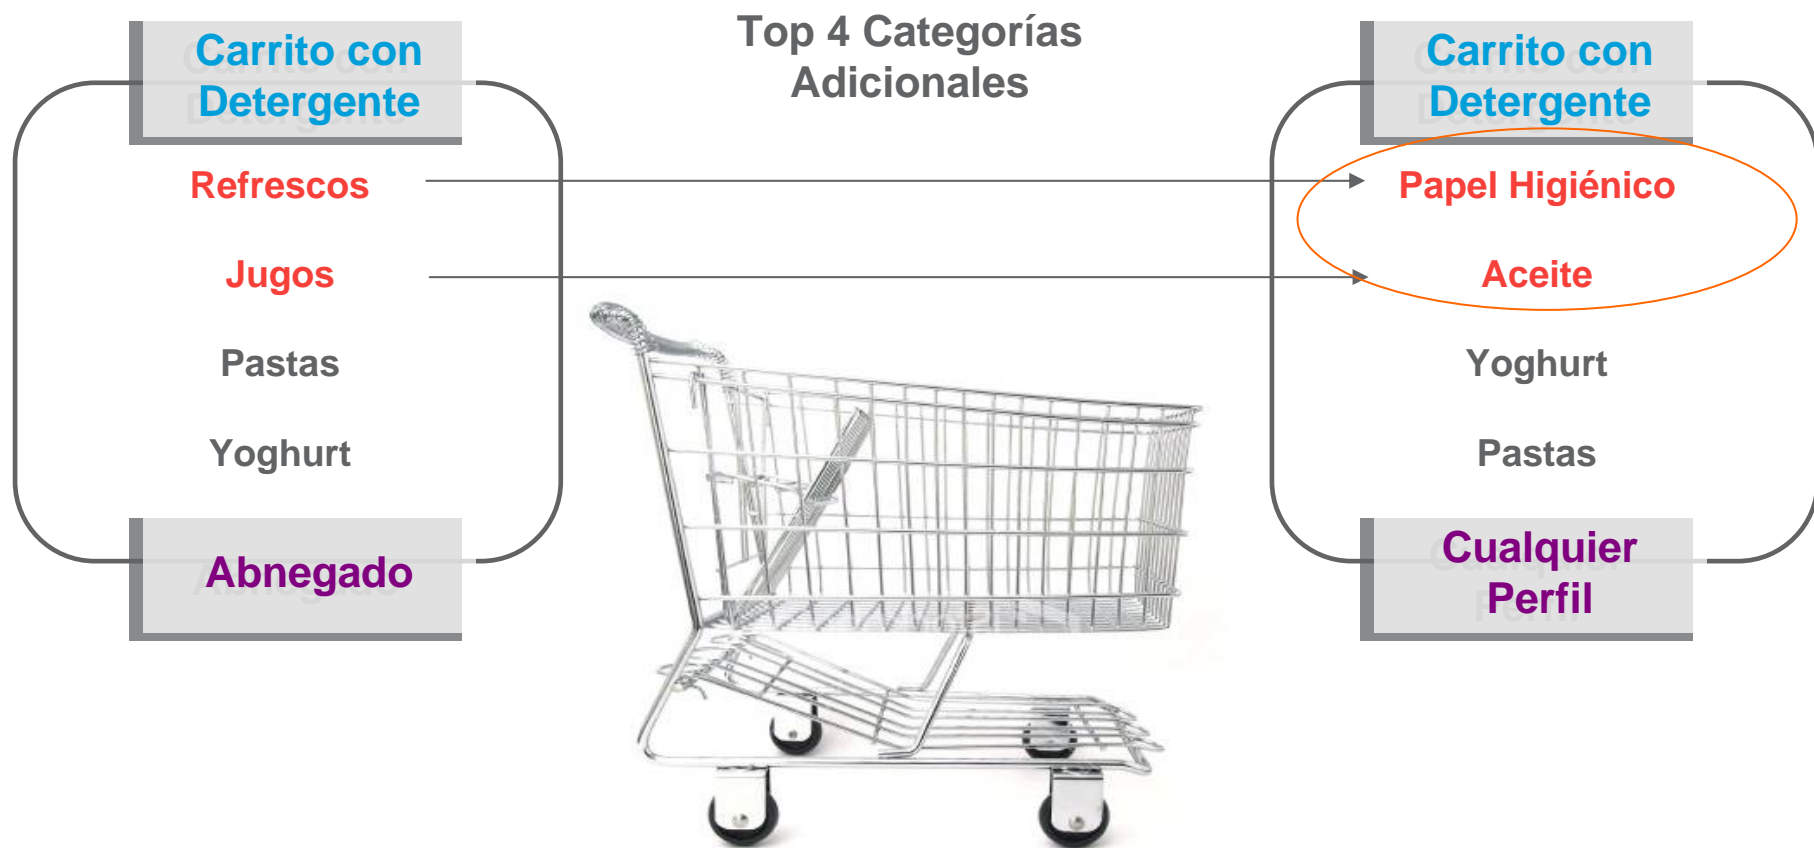 Top 4 Categorías
Adicionales
Carrito con
Detergente
Refrescos
Jugos
Pastas
Yoghurt
Abnegado
Carrito con
Detergente
Papel Higiénico
Aceite
Yoghurt
Pastas
Cualquier
Perfil